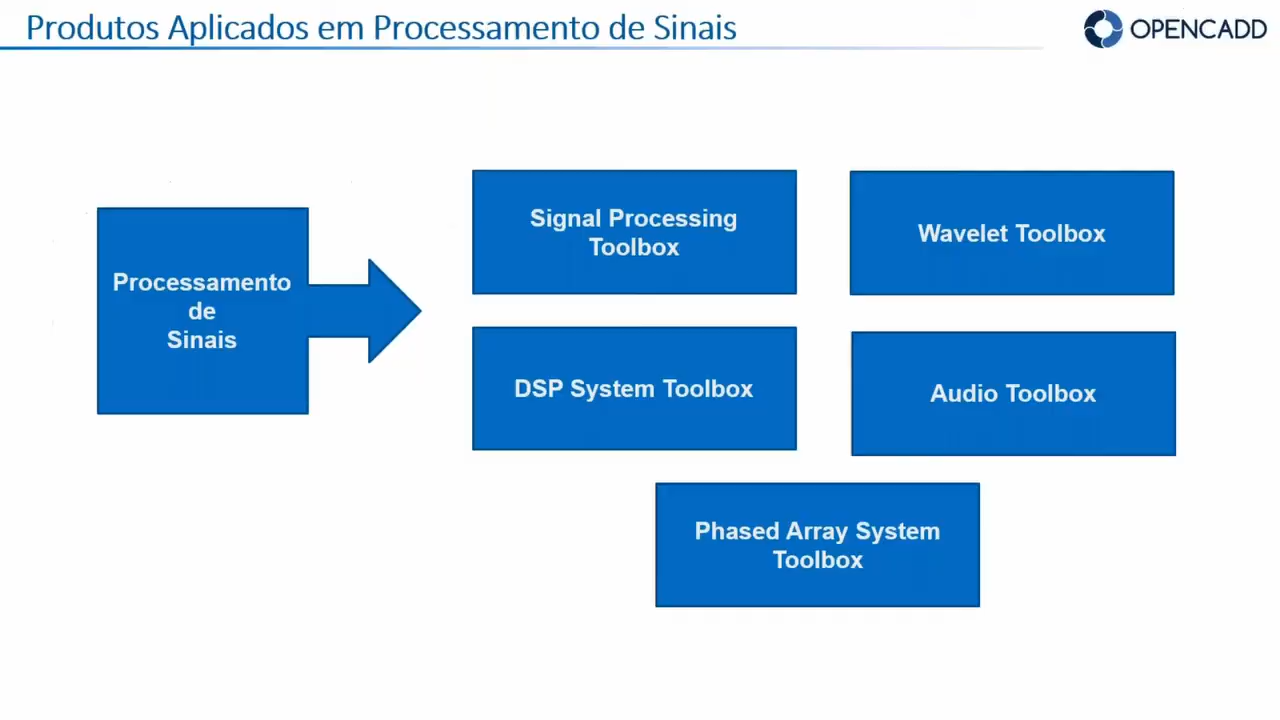 Produtos Aplicados em Processamento de Sinais
OPENCADD
Processamento
de
Sinais
Signal Processing
Toolbox
Wavelet Toolbox
DSP System Toolbox
Audio Toolbox
Phased Array System
Toolbox